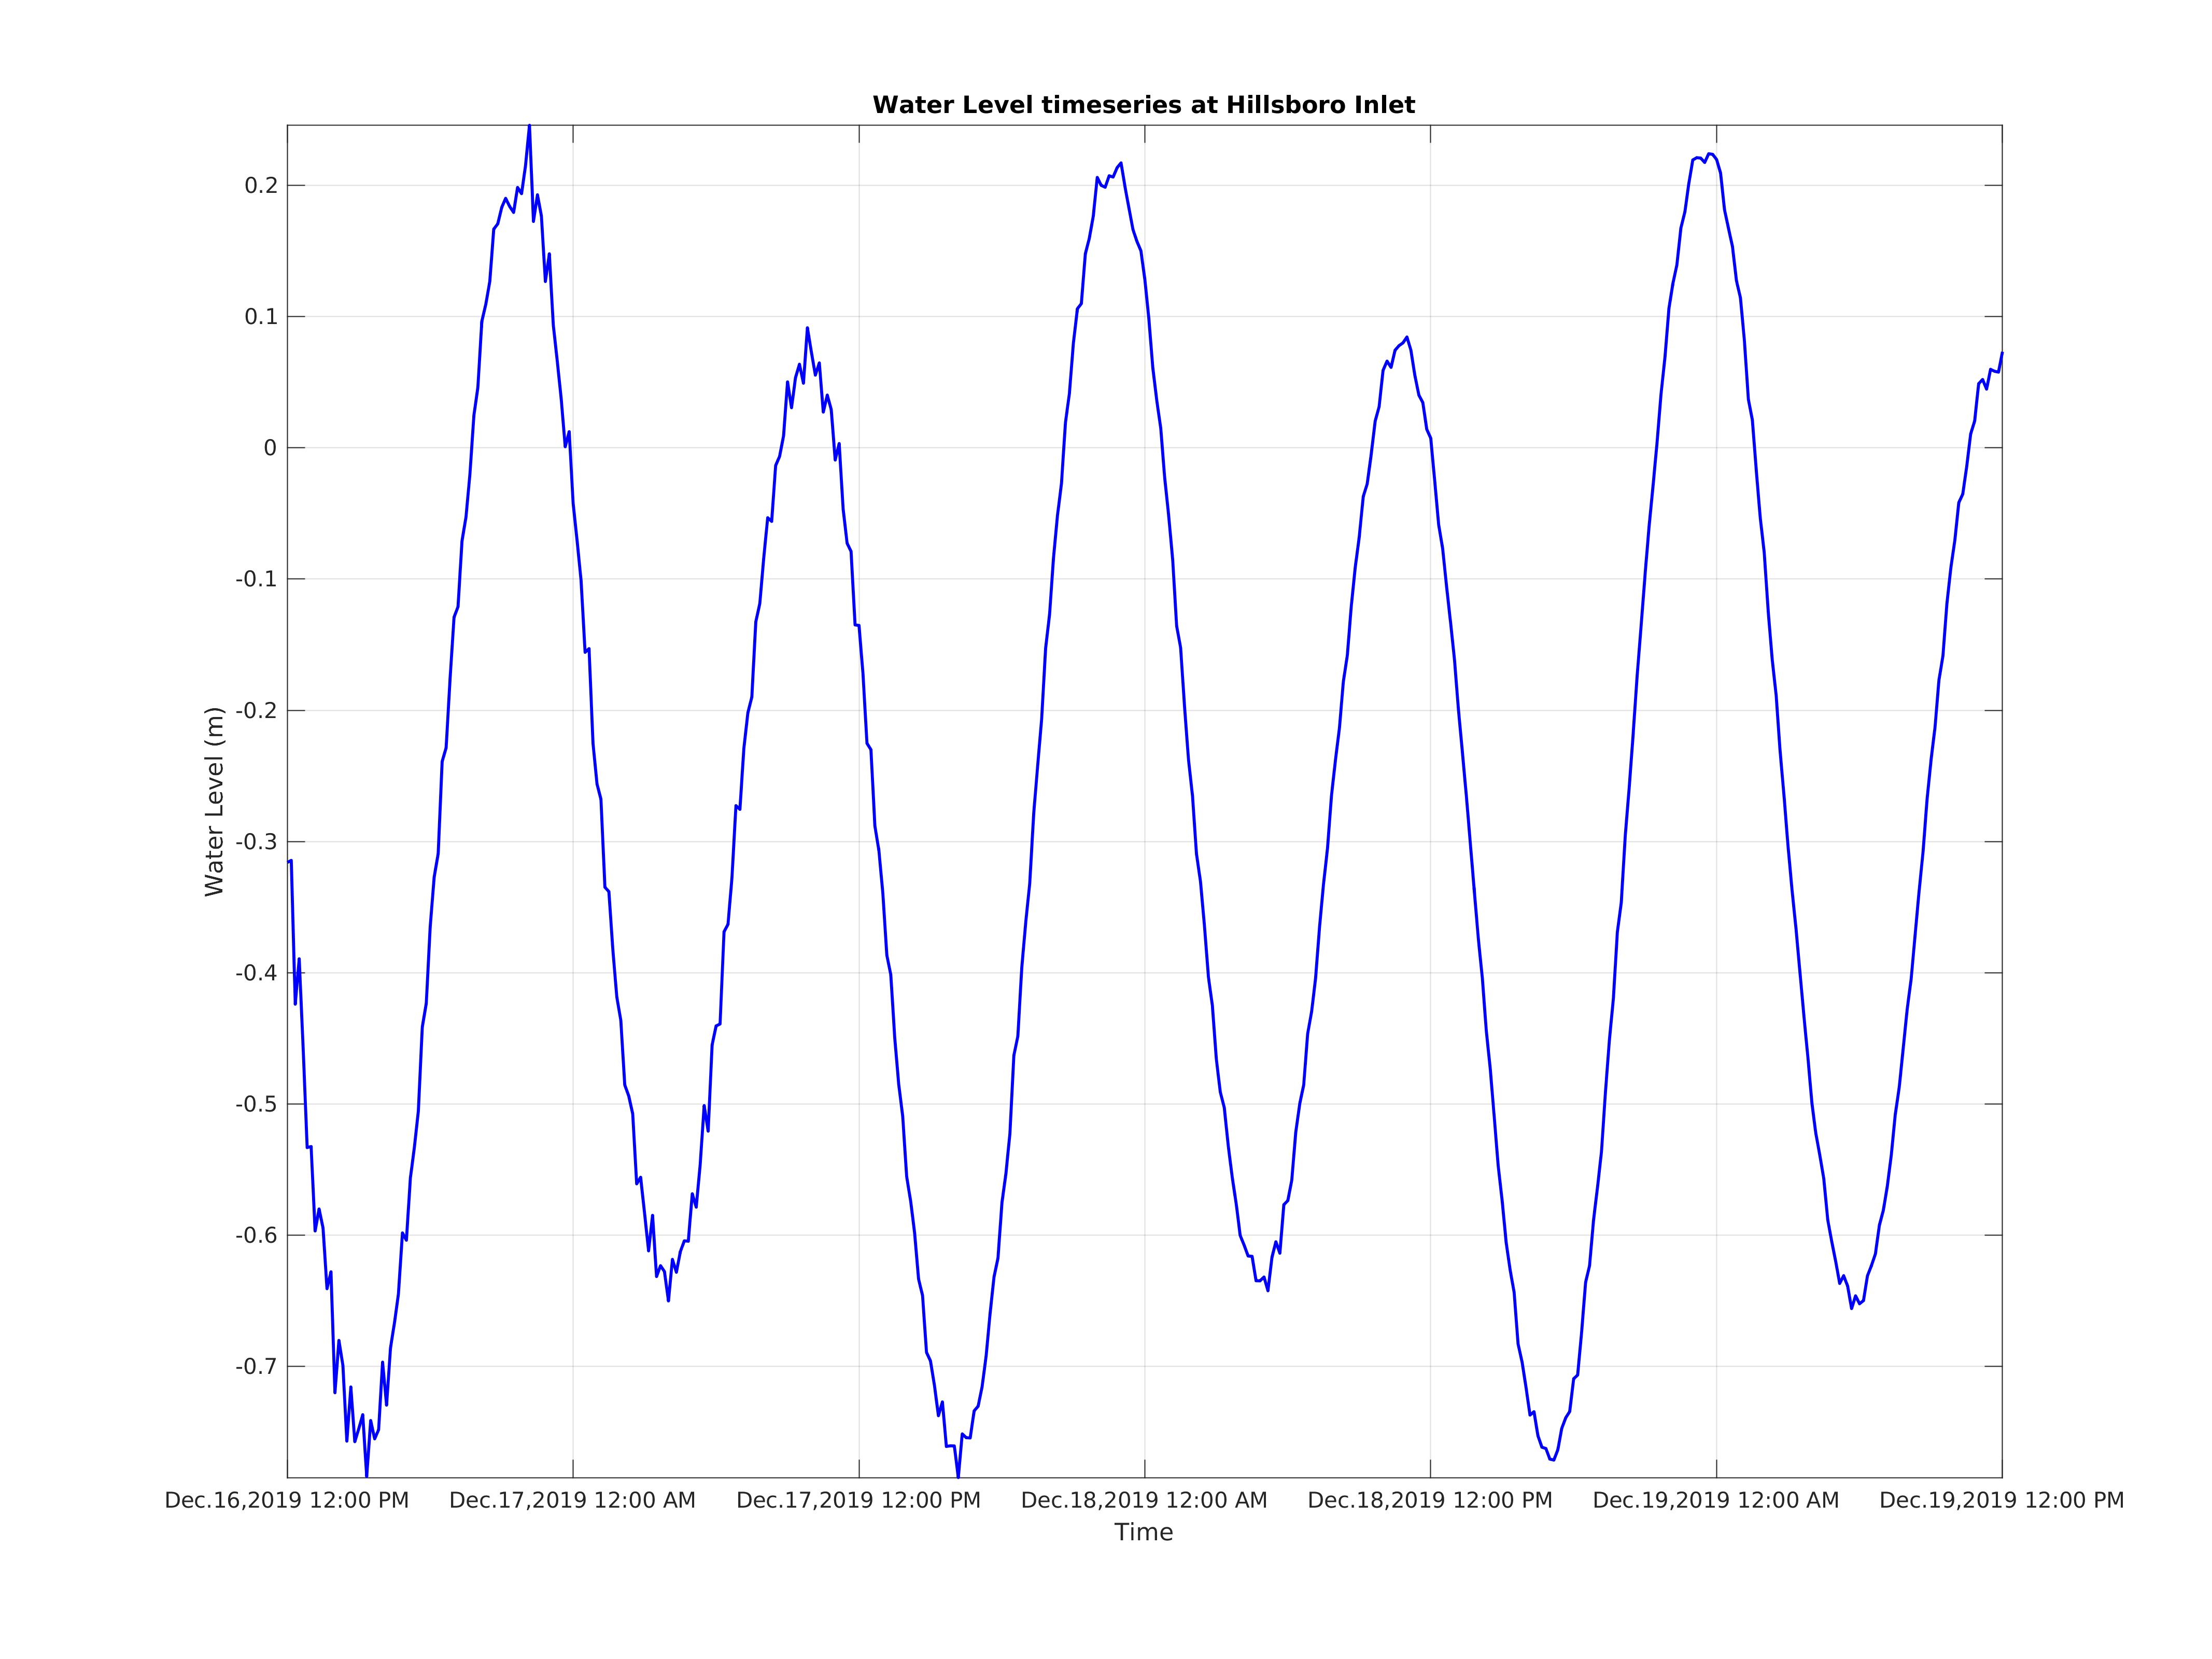 Water Level timeseries at Hillsboro Inlet
0.2
0.1
0
-0.1
-0.2
-0.3
-0.4
-0.5
-0.6
-0.7
Water Level (m)
Dec.16,2019 12:00 PM
Dec.17,2019 12:00 AM
Dec.17,2019 12:00 PM
Dec.18,2019 12:00 AM
Dec.18,2019 12:00 PM
Dec.19,2019 12:00 AM
Dec.19,2019 12:00 PM
Time